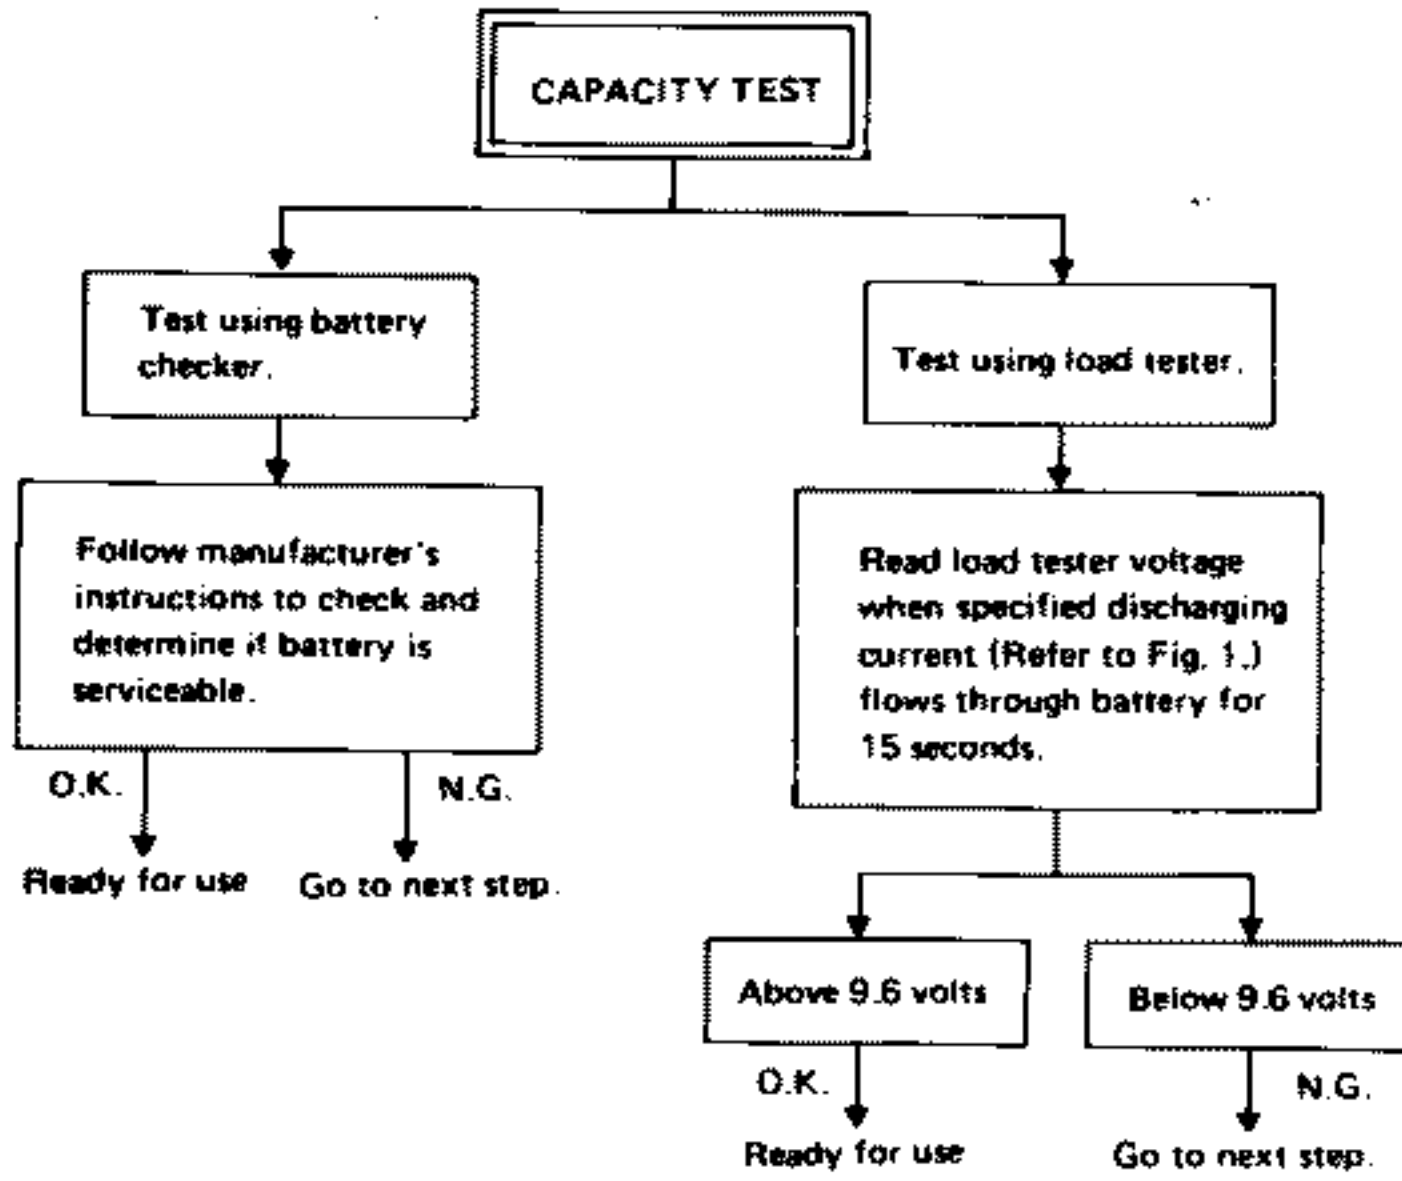 CAPACITY TEST
Test using battery
checker.
Follow manufacturer's
instructions to check and
determine if battery is
serviceable.
O.K.
N.G.
Ready for use
Go to next step.
Test using load tester.
Read load tester voltage
when specified discharging
current (Refer to Fig. 1.)
flows through battery for
15 seconds.
Above 9.6 volts
Below 9.6 volts
O.K.
N.G.
Ready for use
Go to next step.